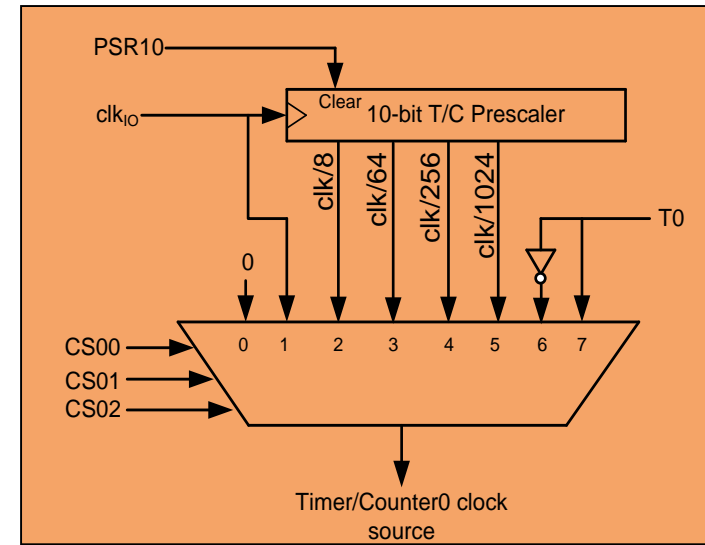 PSR10
Clear
clkIO
10-bit T/C Prescaler
clk/8
clk/64
clk/256
clk/1024
T0
0
0 1 2 3 4 5 6 7
CS00
CS01
CS02
Timer/Counter0 clock
source